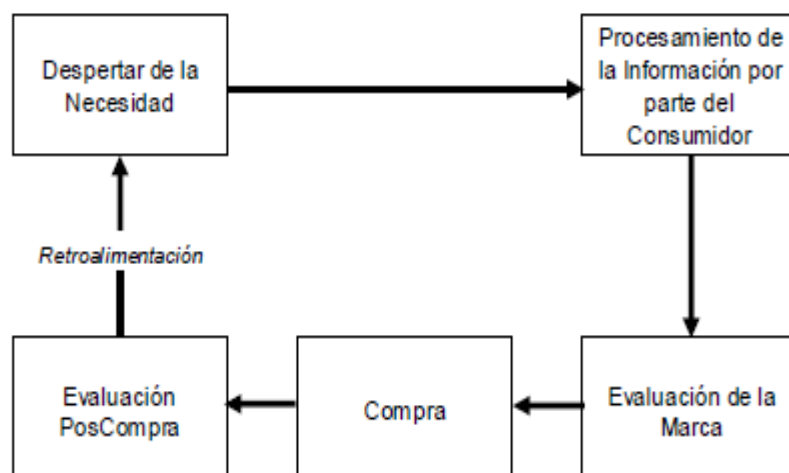 Despertar de la
Necesidad
Procesamiento de
la Información por
parte del
Consumidor
Retroalimentación
Evaluación
PosCompra
Compra
Evaluación de la
Marca